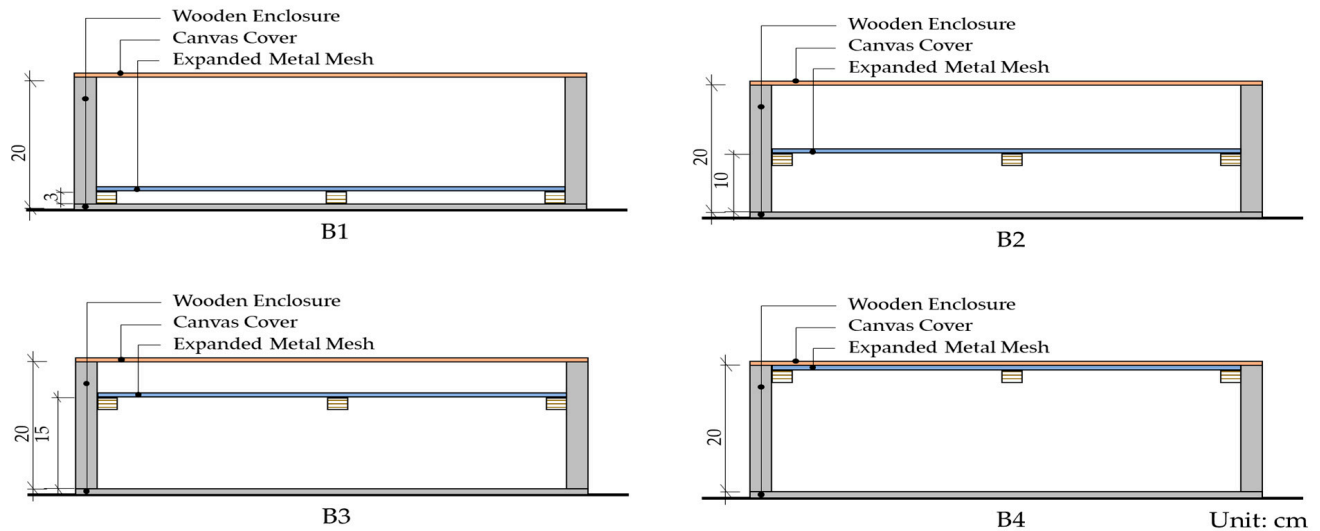 Wooden Enclosure
Canvas Cover
Expanded Metal Mesh
20
3
B1
Wooden Enclosure
Canvas Cover
Expanded Metal Mesh
20
10
B2
Wooden Enclosure
Canvas Cover
Expanded Metal Mesh
20
15
B3
Wooden Enclosure
Canvas Cover
Expanded Metal Mesh
20
B4
Unit: cm